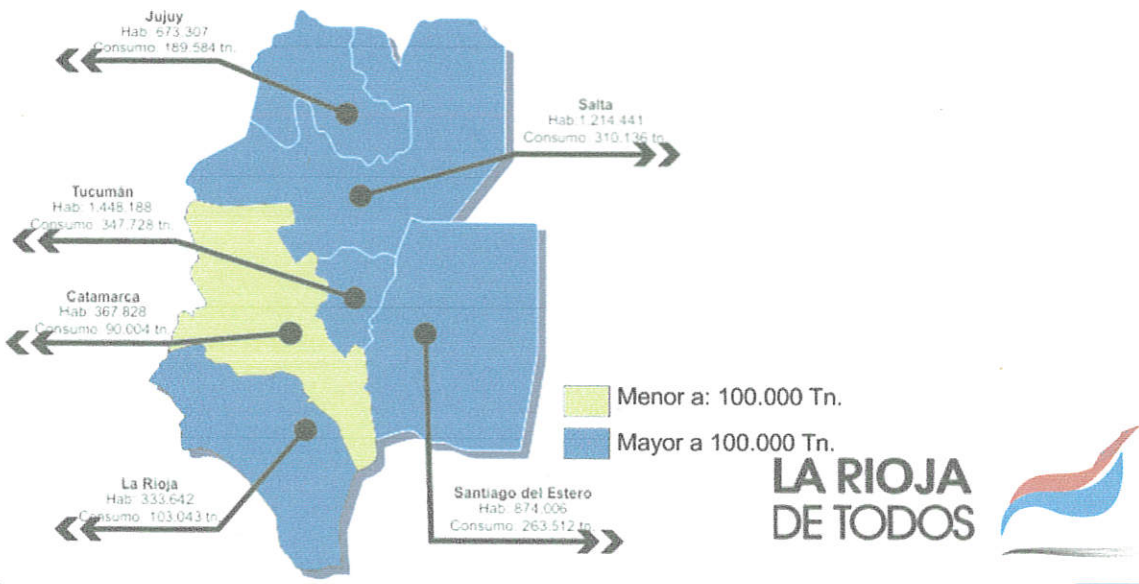 Jujuy
Hab: 673.307
Consumo: 189.584 tn.
Salta
Hab:1.214.441
Consumo: 310.136 tn.
Tucumán
Hab: 1.448.188
Consumo: 347.728 tn.
Catamarca
Hab: 367.828
Consumo: 90.004 tn.
Menor a: 100.000 Tn.
Mayor a 100.000 Tn.
La Rioja
Hab: 333.642
Consumo: 103.043 tn.
Santiago del Estero
Hab: 874.006
Consumo: 263.512 tn.
LA RIOJA
DE TODOS